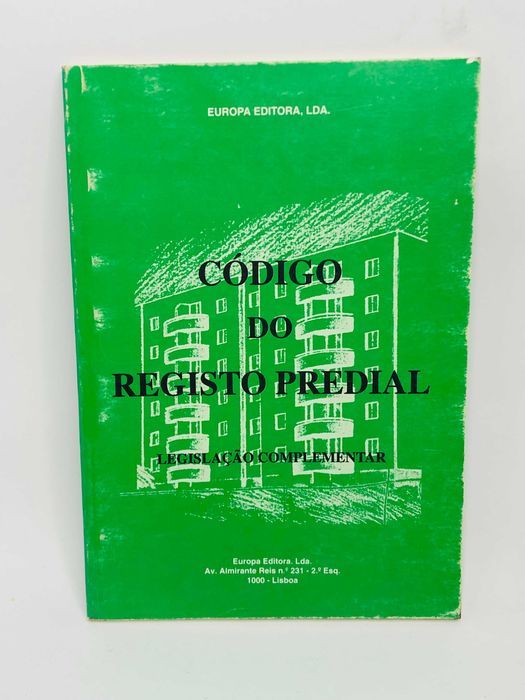 EUROPA EDITORA, LDA.
CÓDIGO
DO
REGISTO PREDIAL
LEGISLAÇÃO COMPLEMENTAR
Europa Editora, Lda.
Av. Almirante Reis n.º 231 - 2.º Esq.
1000 - Lisboa